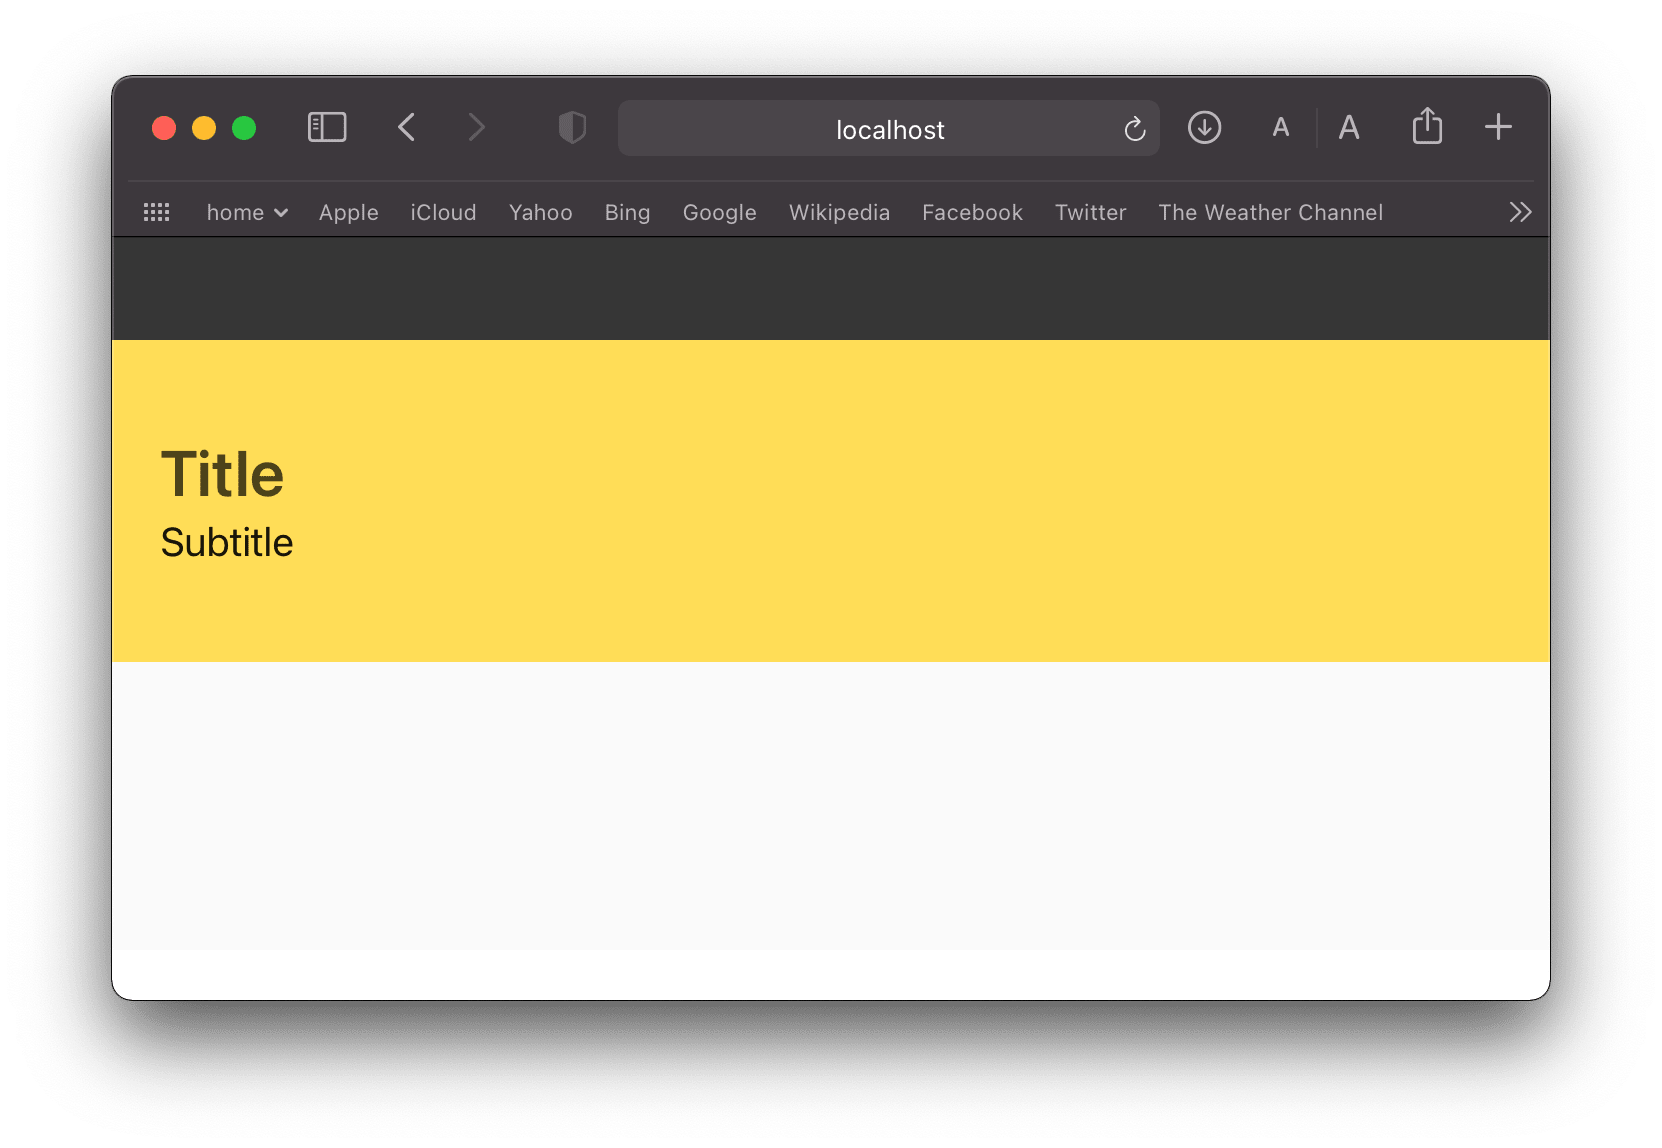 localhost
A A
home Apple iCloud Yahoo Bing Google Wikipedia Facebook Twitter The Weather Channel
Title
Subtitle